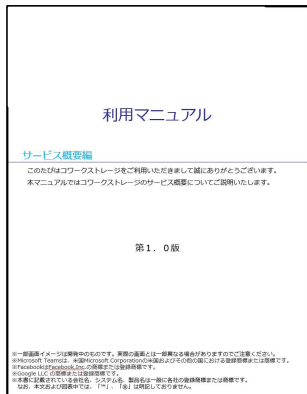 利用マニュアル
サービス概要編
このたびはコワークストレージをご利用いただきまして誠にありがとうございます。
本マニュアルではコワークストレージのサービス概要についてご説明いたします。
第1．0版
※一部画面イメージは開発中のものです。実際の画面とは一部異なる場合がありますのでご注意ください。
※Microsoft Teamsは、米国Microsoft Corporationの米国およびその他の国における登録商標または商標です。
※FacebookはFacebook,Inc.の商標または登録商標です。
※Google LLC の商標または登録商標です。
※本書に記載されている会社名、システム名、製品名は一般に各社の登録商標または商標です。
なお、本文および図表中では、「™」、「®」は明記しておりません。